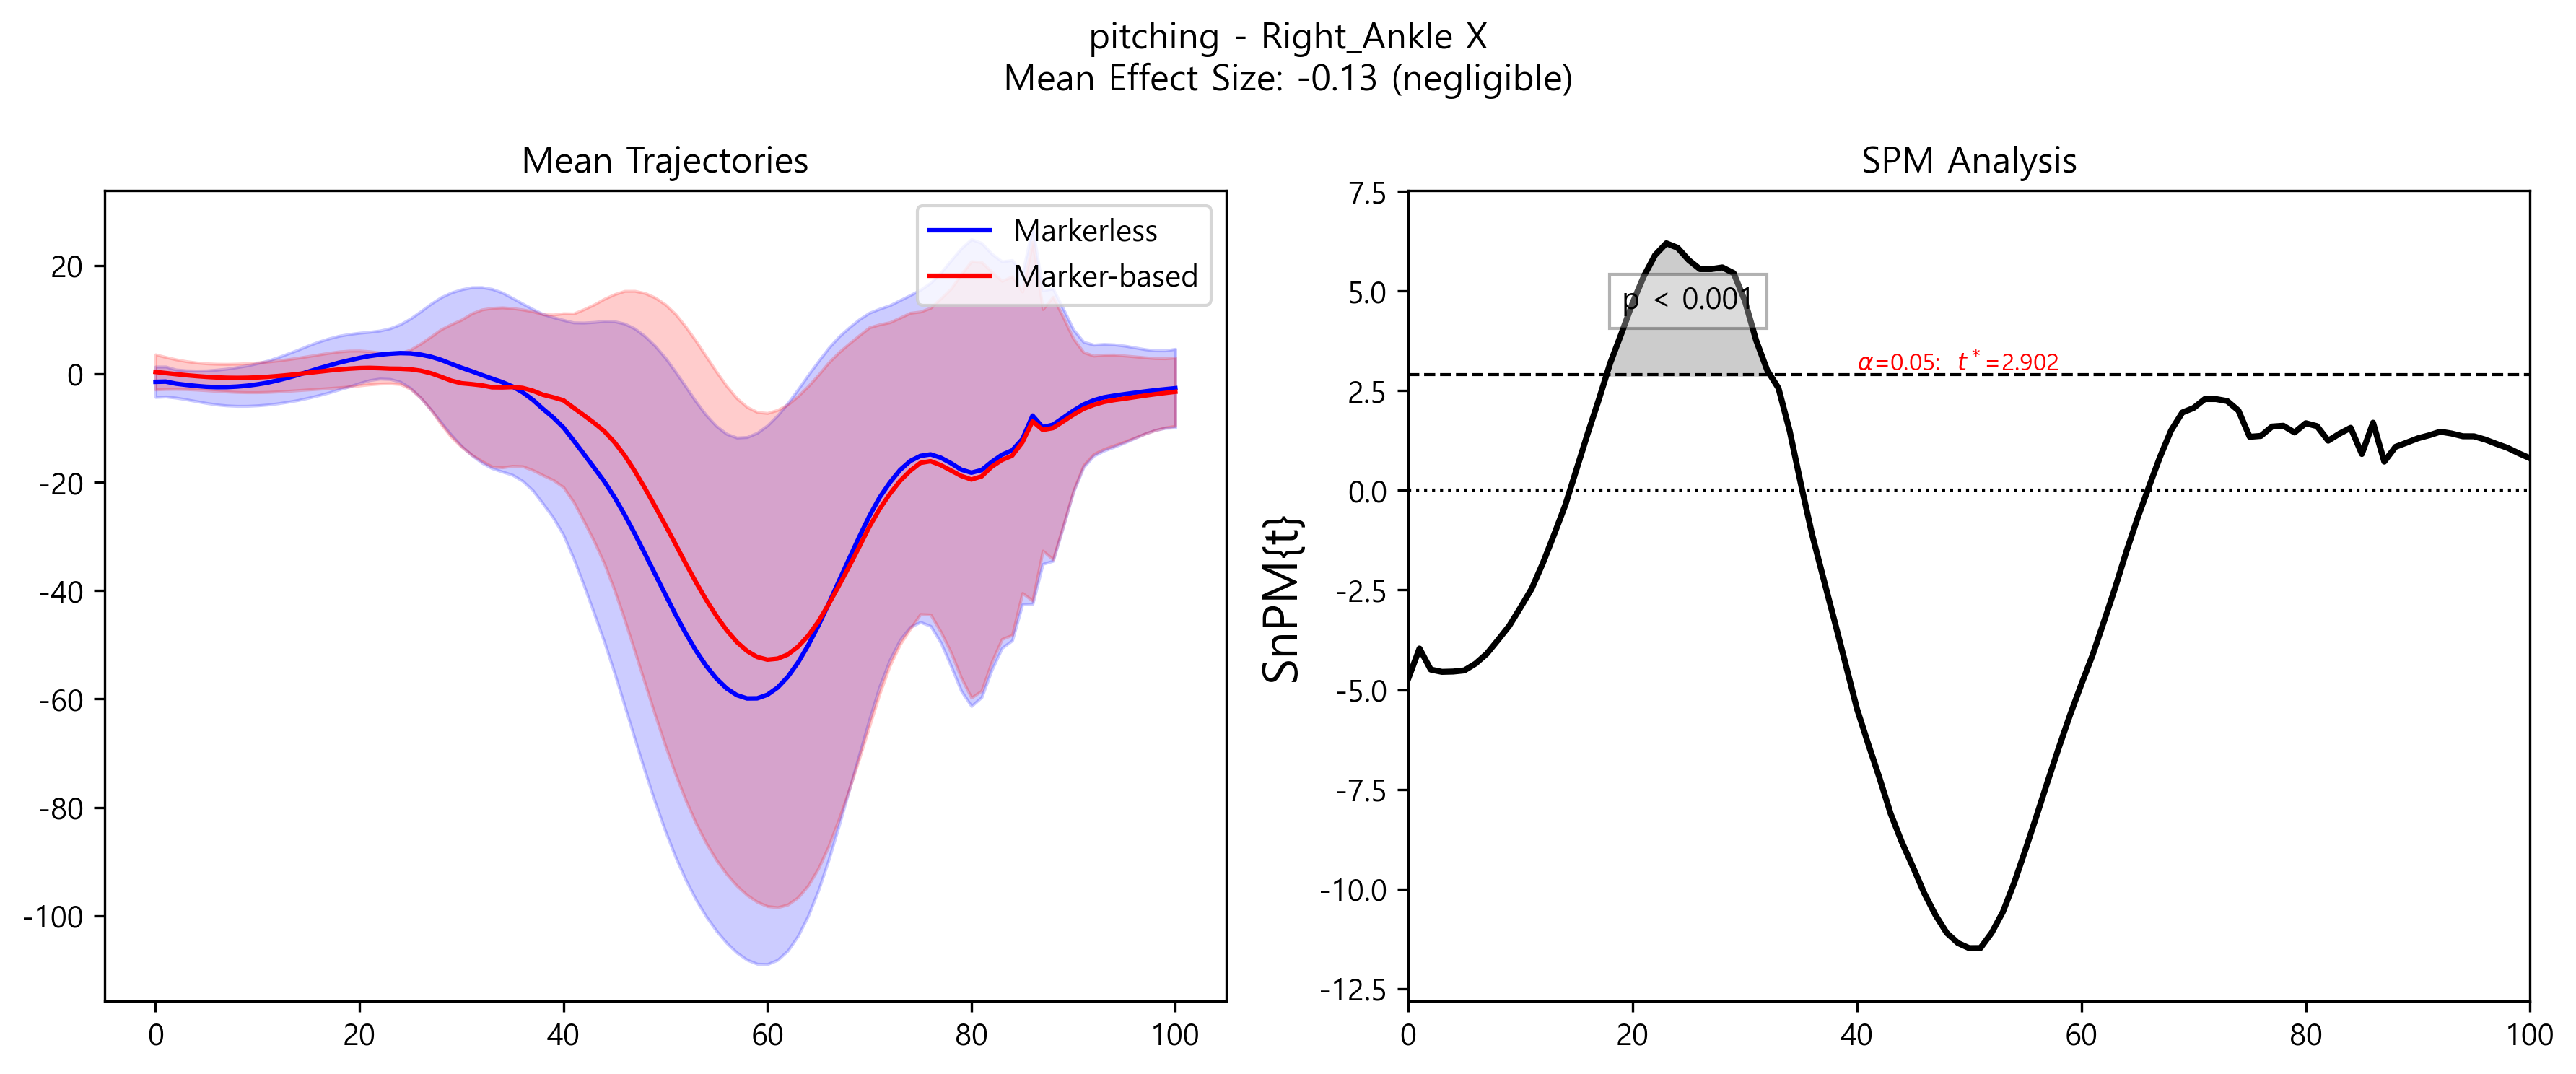 pitching - Right_Ankle X
Mean Effect Size: -0.13 (negligible)
Mean Trajectories
Markerless
Marker-based
20
0
-20
-40
-60
-80
-100
0 20 40 60 80 100
SPM Analysis
SnPM{t}
7.5
5.0
2.5
0.0
-2.5
-5.0
-7.5
-10.0
-12.5
p < 0.001
α=0.05: t*=2.902
0 20 40 60 80 100